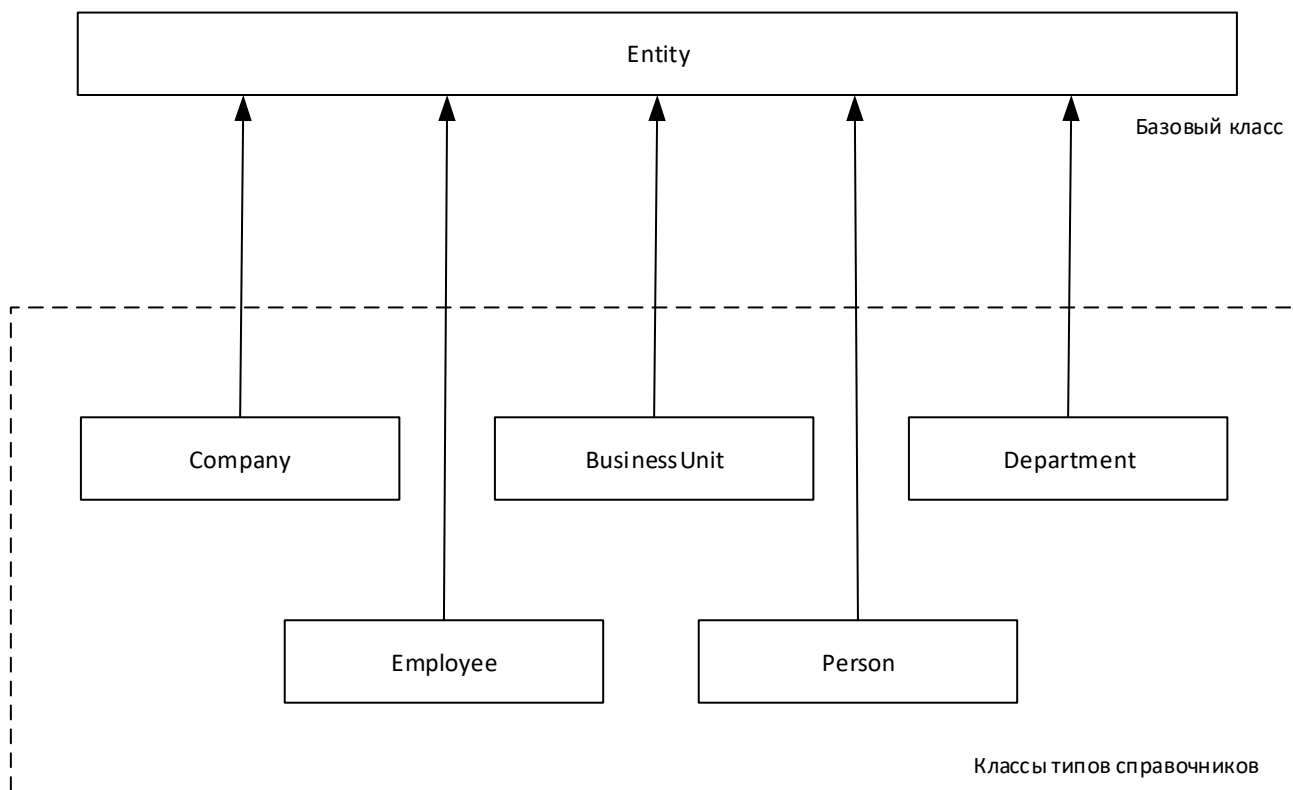 Entity
Базовый класс
Company
BusinessUnit
Department
Employee
Person
Классы типов справочников